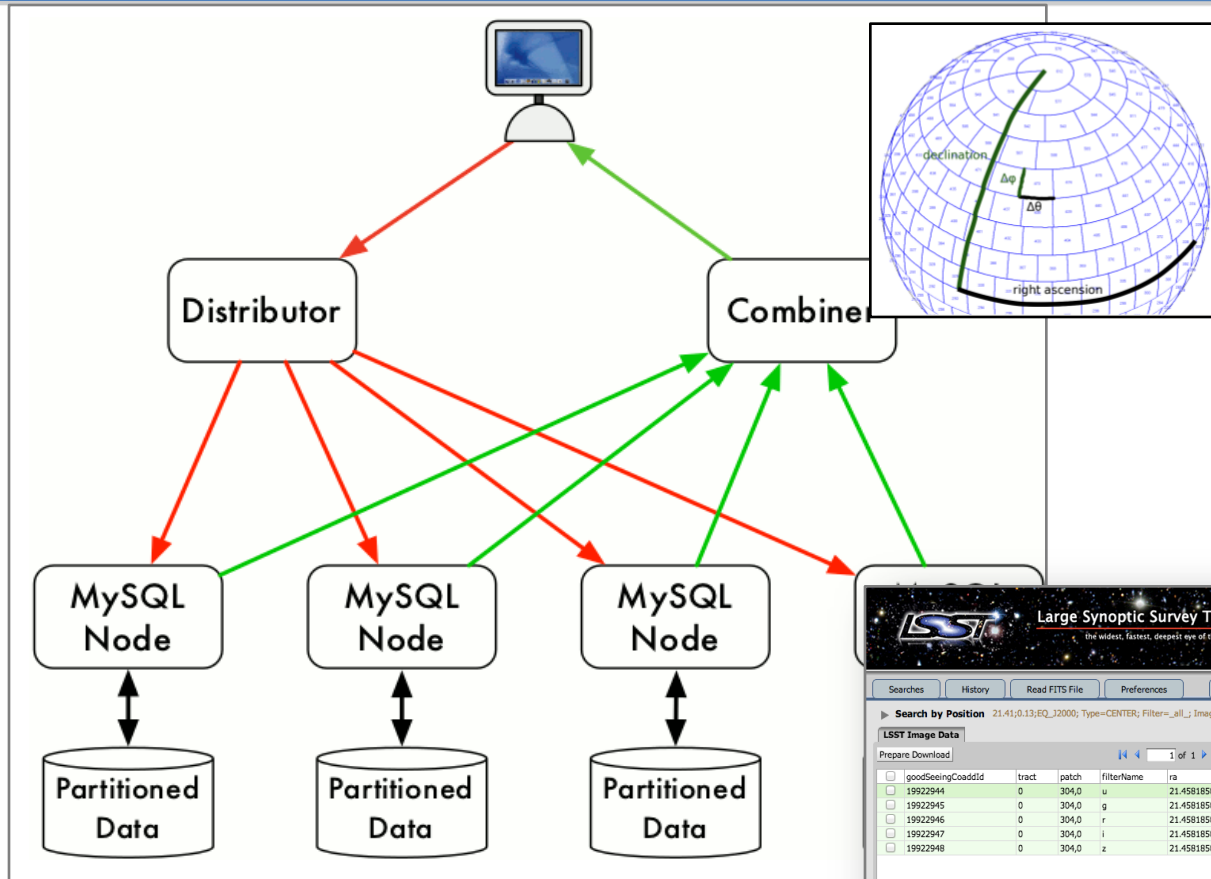 declination
Δφ
Δθ
right ascension
Distributor
Combiner
MySQL
Node
MySQL
Node
MySQL
Node
Partitioned
Data
Partitioned
Data
Partitioned
Data
LSST
Large Synoptic Survey T
the widest, fastest, deepest eye of t
Searches
History
Read FITS File
Preferences
Search by Position 21.41;0.13;EQ_J2000; Type=CENTER; Filter=_all_; Imag
LSST Image Data
Prepare Download
1 of 1
goodSeeingCoaddId tract patch filterName ra
19922944 0 304,0 u 21.458185
19922945 0 304,0 g 21.458185
19922946 0 304,0 r 21.458185
19922947 0 304,0 i 21.458185
19922948 0 304,0 z 21.458185